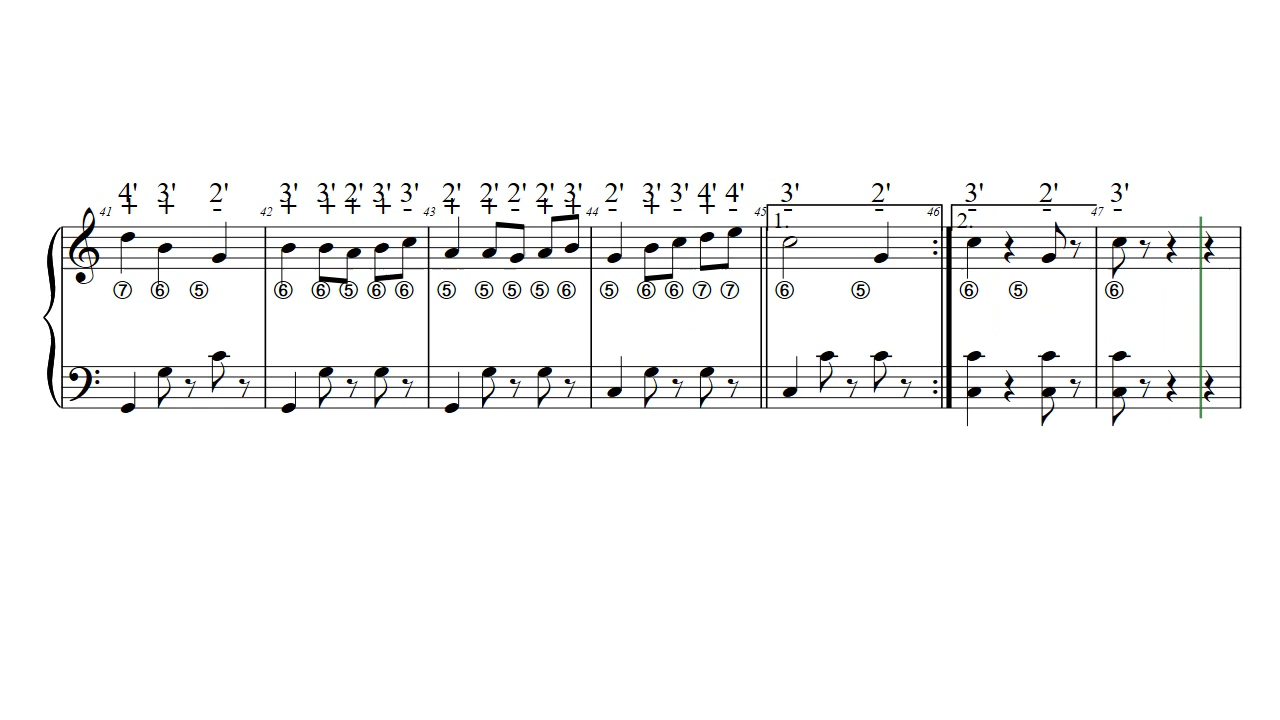 4' 3' 2' 3' 3' 2' 3' 3' 2' 2' 2' 2' 3' 2' 3' 3' 4' 4' 3' 2' 3' 2' 3'
+ + - + + + + - + + - + + - + - + - - - - - -
41 42 43 44 45 46 47
1. 2.
⑦ ⑥ ⑤ ⑥ ⑥ ⑤ ⑥ ⑥ ⑤ ⑤ ⑤ ⑤ ⑥ ⑤ ⑥ ⑥ ⑦ ⑦ ⑥ ⑤ ⑥ ⑤ ⑥